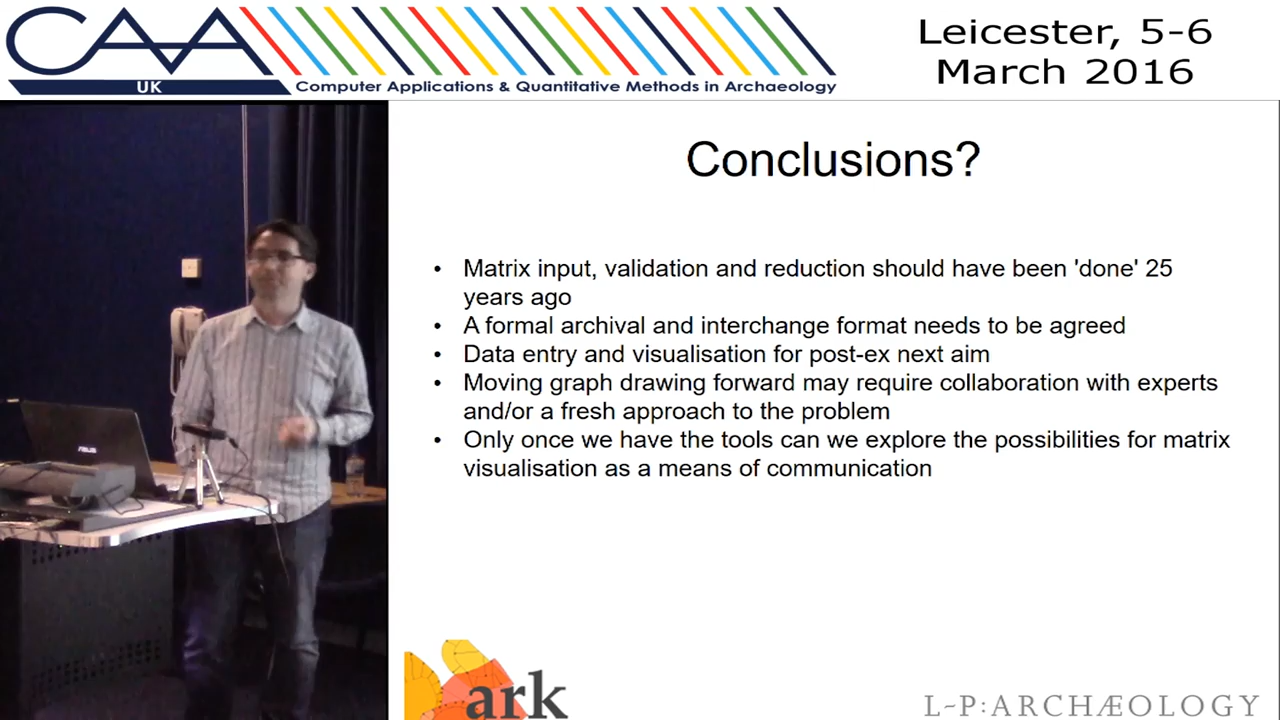 CAA
UK
Computer Applications & Quantitative Methods in Archaeology
Leicester, 5-6
March 2016
Conclusions?
• Matrix input, validation and reduction should have been 'done' 25
years ago
• A formal archival and interchange format needs to be agreed
• Data entry and visualisation for post-ex next aim
• Moving graph drawing forward may require collaboration with experts
and/or a fresh approach to the problem
• Only once we have the tools can we explore the possibilities for matrix
visualisation as a means of communication
ASUS
ark
L~P:ARCHÆOLOGY